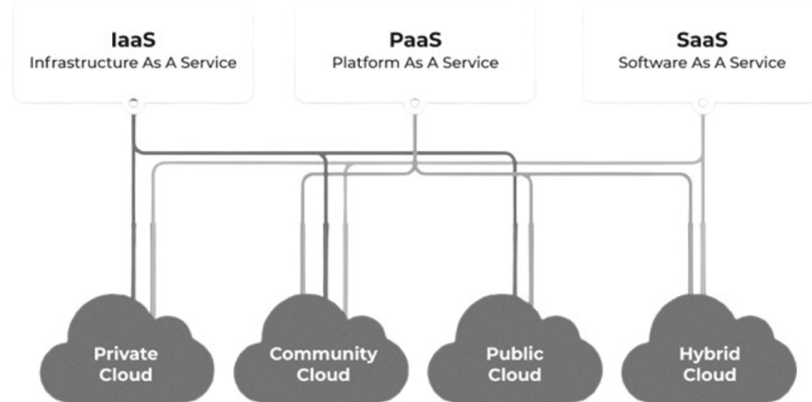 IaaS
Infrastructure As A Service
PaaS
Platform As A Service
SaaS
Software As A Service
Private
Cloud
Community
Cloud
Public
Cloud
Hybrid
Cloud